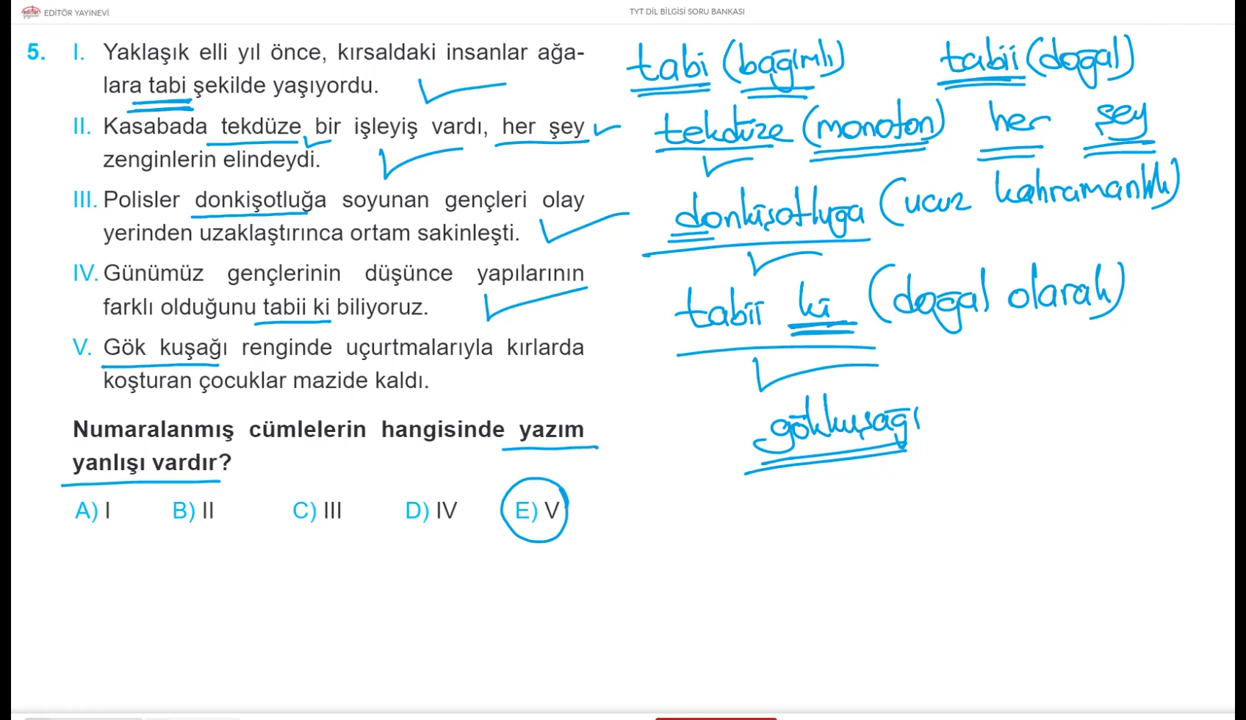 EDİTÖR YAYINEVİ
TYT DİL BİLGİSİ SORU BANKASI
5. I. Yaklaşık elli yıl önce, kırsaldaki insanlar ağa-
lara tabi şekilde yaşıyordu.
II. Kasabada tekdüze bir işleyiş vardı, her şey
zenginlerin elindeydi.
III. Polisler donkişotluğa soyunan gençleri olay
yerinden uzaklaştırınca ortam sakinleşti.
IV. Günümüz gençlerinin düşünce yapılarının
farklı olduğunu tabii ki biliyoruz.
V. Gök kuşağı renginde uçurtmalarıyla kırlarda
koşturan çocuklar mazide kaldı.
Numaralanmış cümlelerin hangisinde yazım
yanlışı vardır?
A) I B) II C) III D) IV E) V
tabi (bağımlı) tabii (doğal)
tekdüze (monoton) her şey
donkişotluğa (ucuz kahramanlık)
tabii ki (doğal olarak)
gökkuşağı